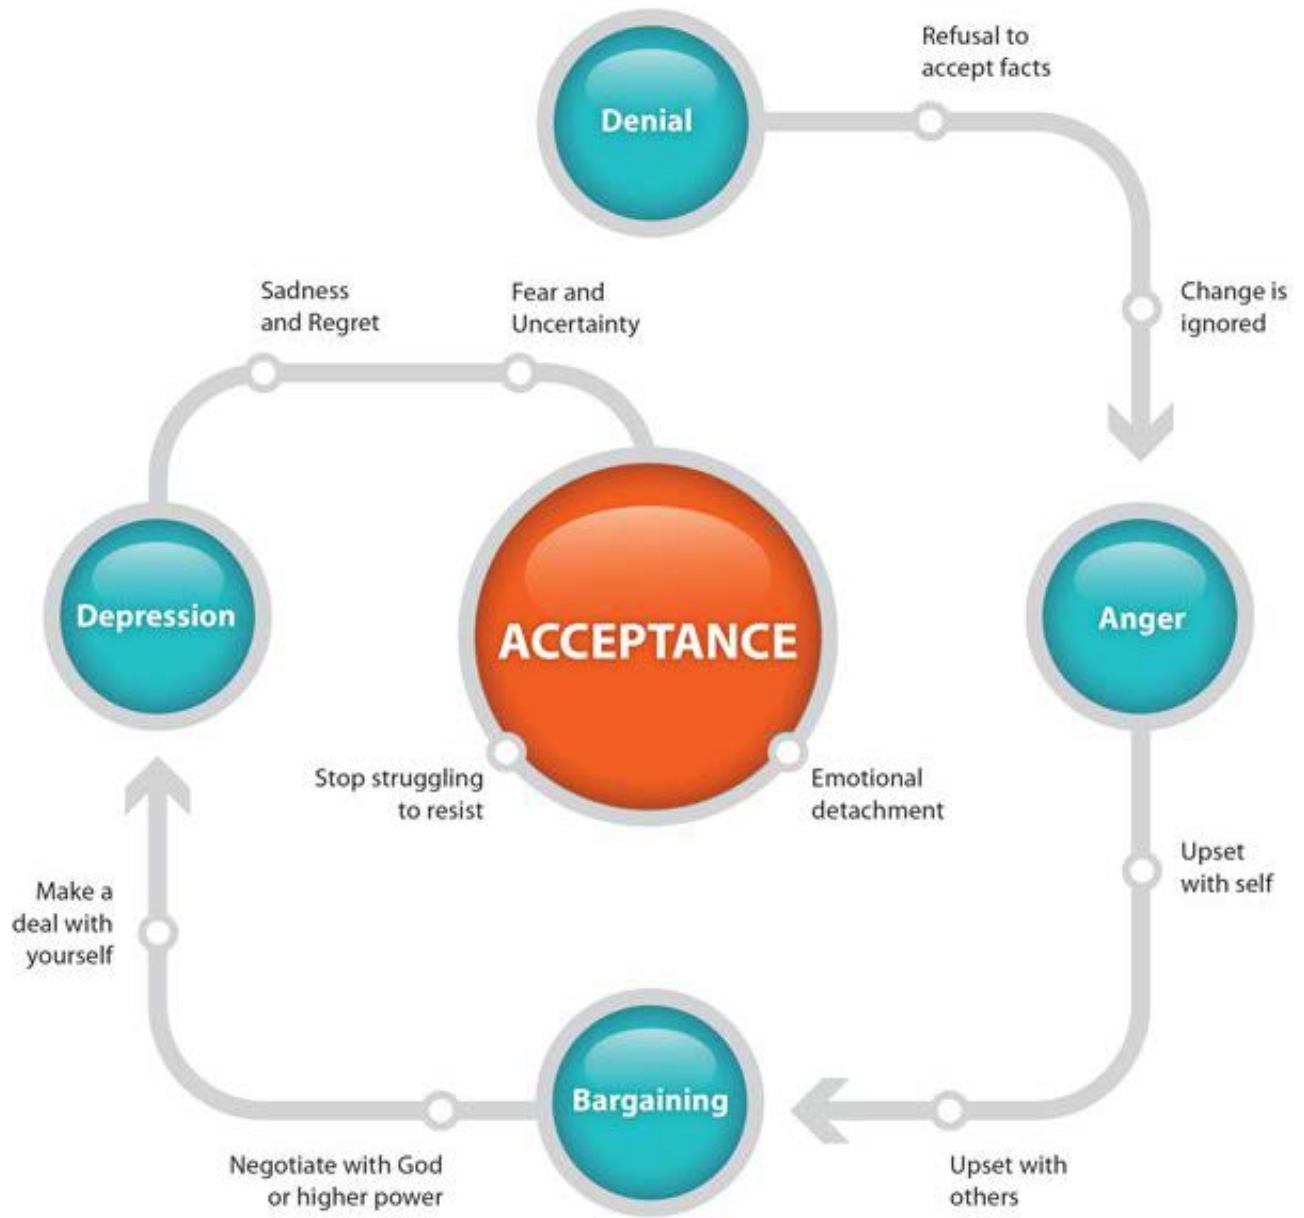 Denial
Refusal to
accept facts
Change is
ignored
Anger
Upset
with self
Upset with
others
Bargaining
Negotiate with God
or higher power
Make a
deal with
yourself
Depression
Sadness
and Regret
Fear and
Uncertainty
ACCEPTANCE
Stop struggling
to resist
Emotional
detachment